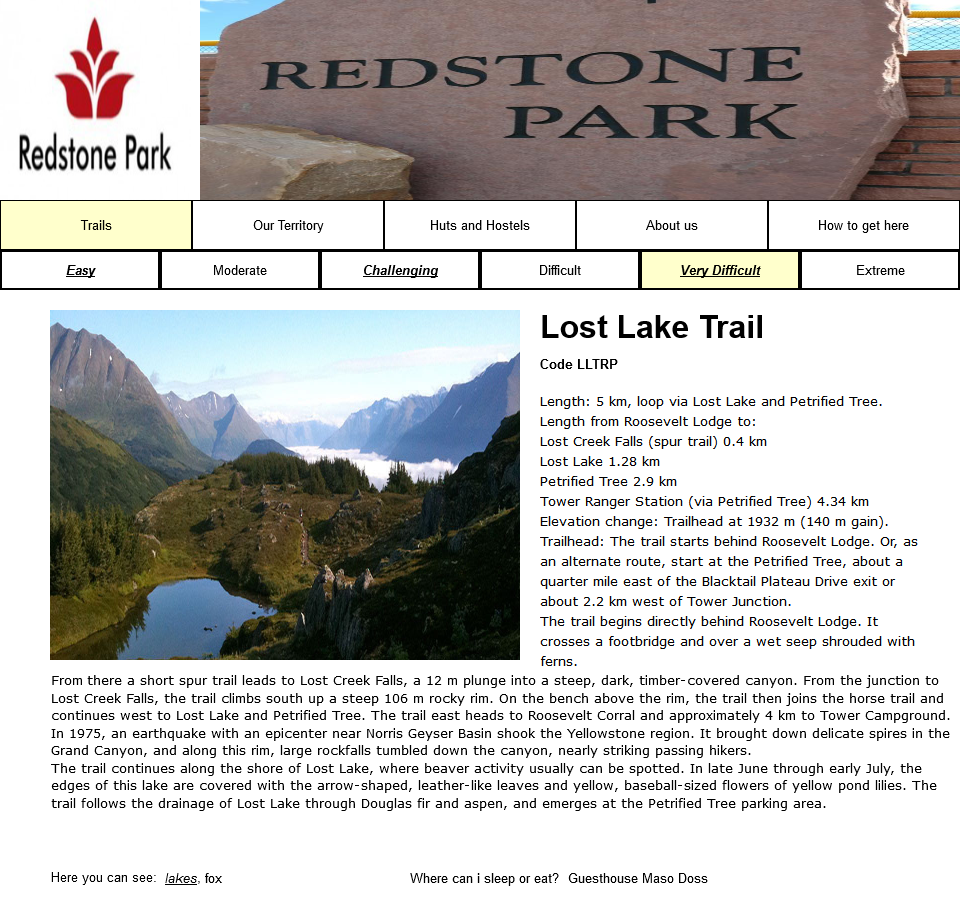 REDSTONE
PARK
Redstone Park
Trails
Our Territory
Huts and Hostels
About us
How to get here
Easy
Moderate
Challenging
Difficult
Very Difficult
Extreme
Lost Lake Trail
Code LLTRP
Length: 5 km, loop via Lost Lake and Petrified Tree.
Length from Roosevelt Lodge to:
Lost Creek Falls (spur trail) 0.4 km
Lost Lake 1.28 km
Petrified Tree 2.9 km
Tower Ranger Station (via Petrified Tree) 4.34 km
Elevation change: Trailhead at 1932 m (140 m gain).
Trailhead: The trail starts behind Roosevelt Lodge. Or, as
an alternate route, start at the Petrified Tree, about a
quarter mile east of the Blacktail Plateau Drive exit or
about 2.2 km west of Tower Junction.
The trail begins directly behind Roosevelt Lodge. It
crosses a footbridge and over a wet seep shrouded with
ferns.
From there a short spur trail leads to Lost Creek Falls, a 12 m plunge into a steep, dark, timber-covered canyon. From the junction to
Lost Creek Falls, the trail climbs south up a steep 106 m rocky rim. On the bench above the rim, the trail then joins the horse trail and
continues west to Lost Lake and Petrified Tree. The trail east heads to Roosevelt Corral and approximately 4 km to Tower Campground.
In 1975, an earthquake with an epicenter near Norris Geyser Basin shook the Yellowstone region. It brought down delicate spires in the
Grand Canyon, and along this rim, large rockfalls tumbled down the canyon, nearly striking passing hikers.
The trail continues along the shore of Lost Lake, where beaver activity usually can be spotted. In late June through early July, the
edges of this lake are covered with the arrow-shaped, leather-like leaves and yellow, baseball-sized flowers of yellow pond lilies. The
trail follows the drainage of Lost Lake through Douglas fir and aspen, and emerges at the Petrified Tree parking area.
Here you can see: lakes, fox
Where can i sleep or eat? Guesthouse Maso Doss